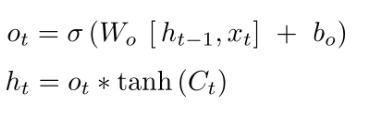 o_t = σ (W_o [h_{t−1}, x_t] + b_o)
h_t = o_t * tanh (C_t)